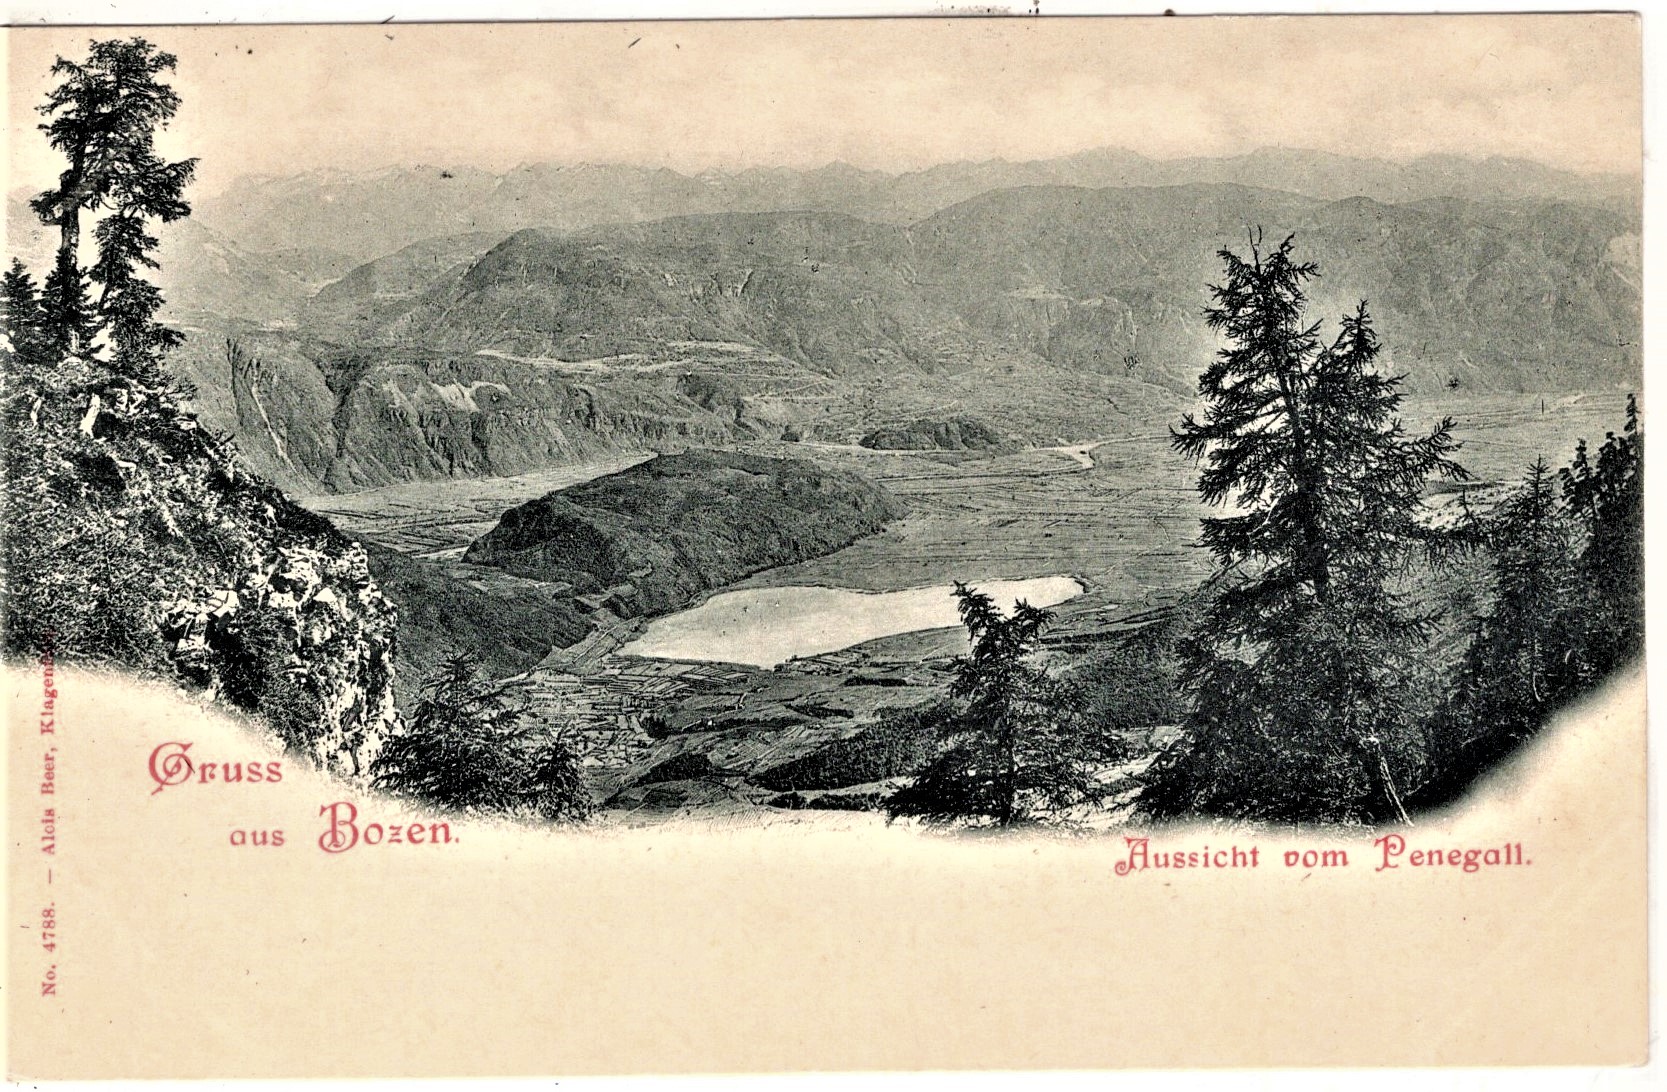 Gruss
aus Bozen.
Aussicht vom Penegall.
No. 4788. — Alois Beer, Klagenfurt